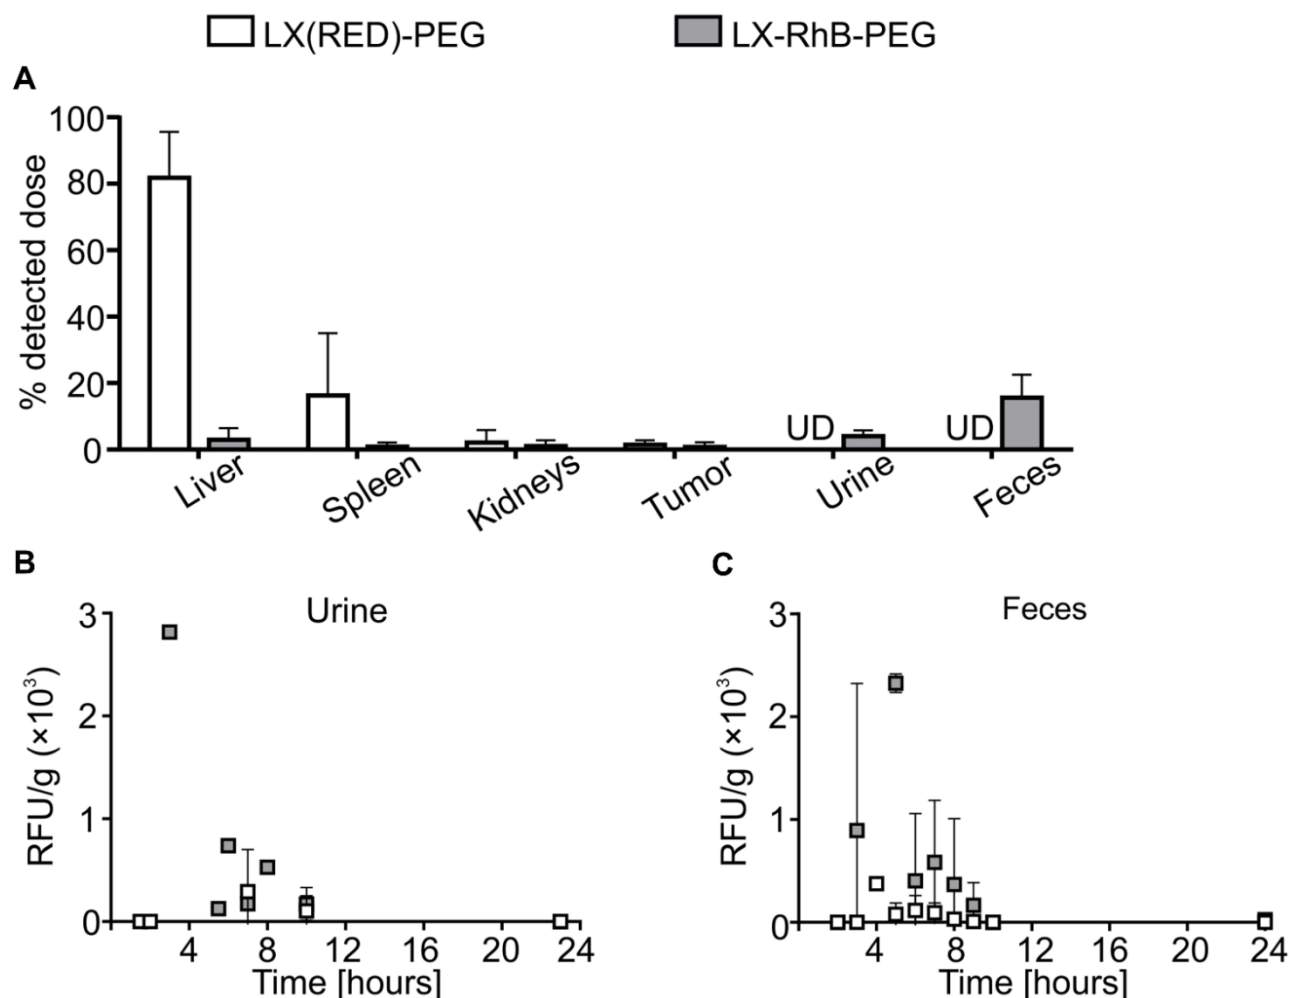 LX(RED)-PEG LX-RhB-PEG
A
% detected dose
100
80
60
40
20
0
UD UD
Liver Spleen Kidneys Tumor Urine Feces
B
Urine
RFU/g (×10³)
3
2
1
0
4 8 12 16 20 24
Time [hours]
C
Feces
RFU/g (×10³)
3
2
1
0
4 8 12 16 20 24
Time [hours]